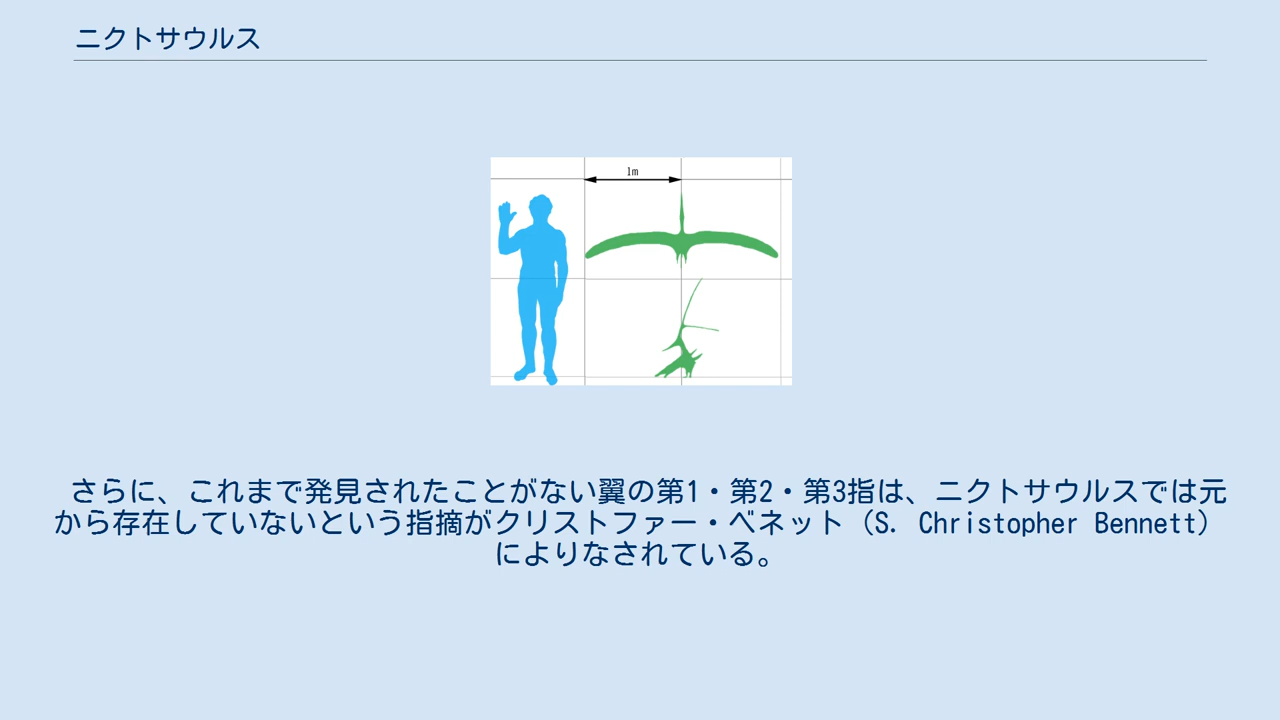 ニクトサウルス
1m
さらに、これまで発見されたことがない翼の第1・第2・第3指は、ニクトサウルスでは元
から存在していないという指摘がクリストファー・ベネット（S. Christopher Bennett）
によりなされている。